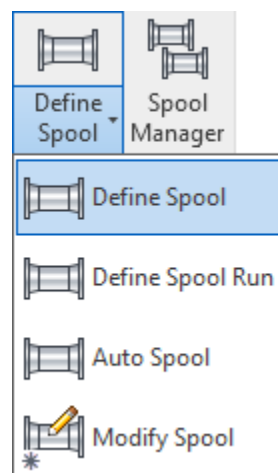 Define Spool
Spool Manager
Define Spool
Define Spool Run
Auto Spool
Modify Spool